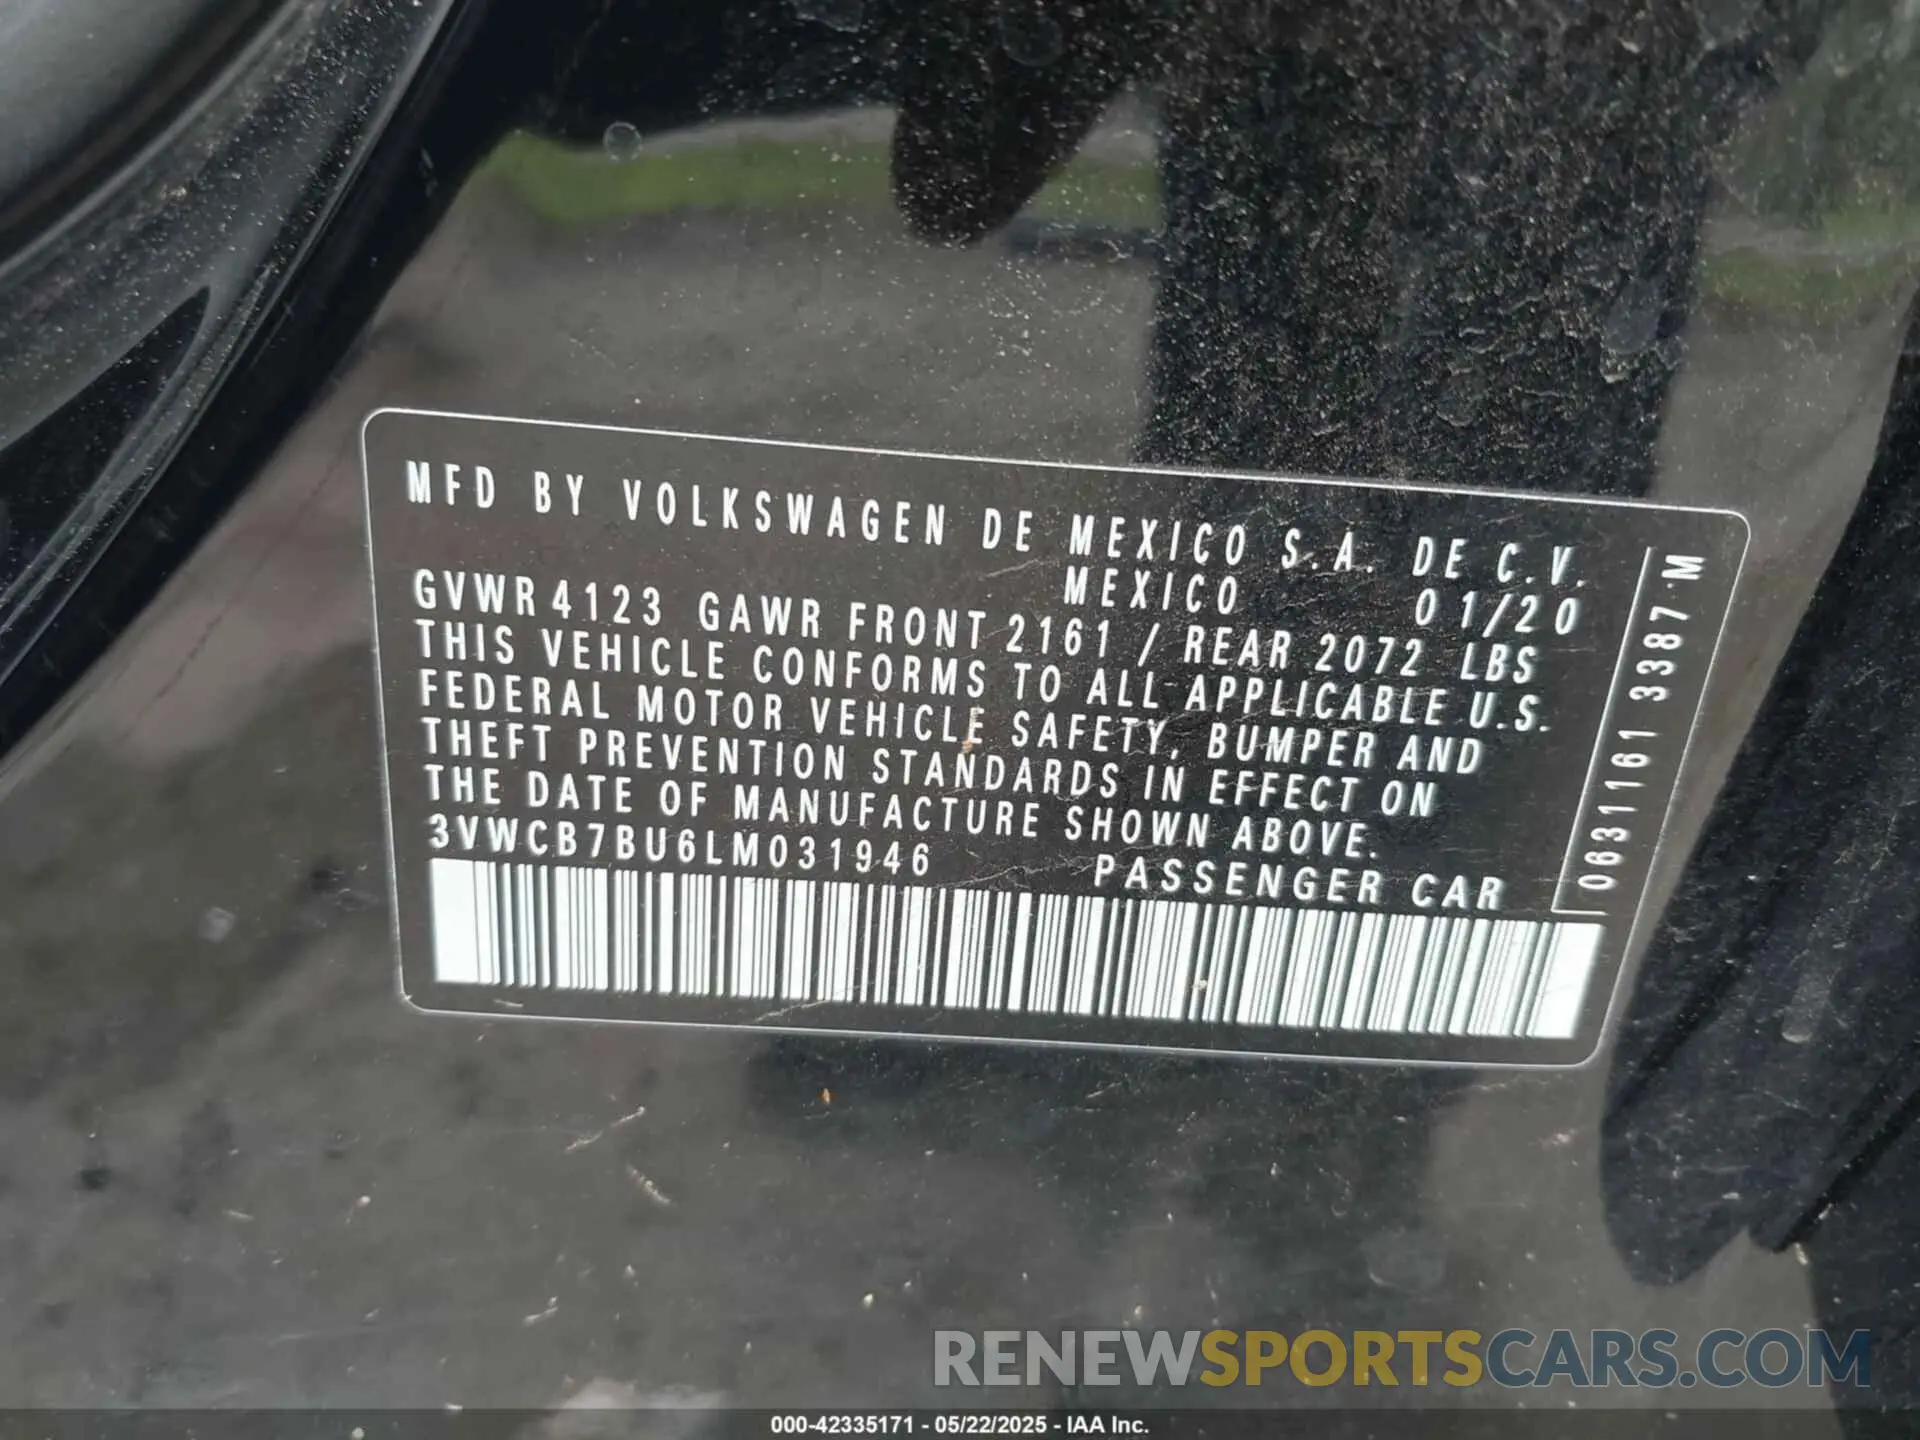 MFD BY VOLKSWAGEN DE MEXICO S.A. DE C.V.
MEXICO 01/20
GVWR 4123 GAWR FRONT 2161 / REAR 2072 LBS
THIS VEHICLE CONFORMS TO ALL APPLICABLE U.S.
FEDERAL MOTOR VEHICLE SAFETY, BUMPER AND
THEFT PREVENTION STANDARDS IN EFFECT ON
THE DATE OF MANUFACTURE SHOWN ABOVE.
3VWCB7BU6LM031946 PASSENGER CAR
0631161 3387 M
RENEWSPORTSCARS.COM
000-42335171 - 05/22/2025 - IAA Inc.